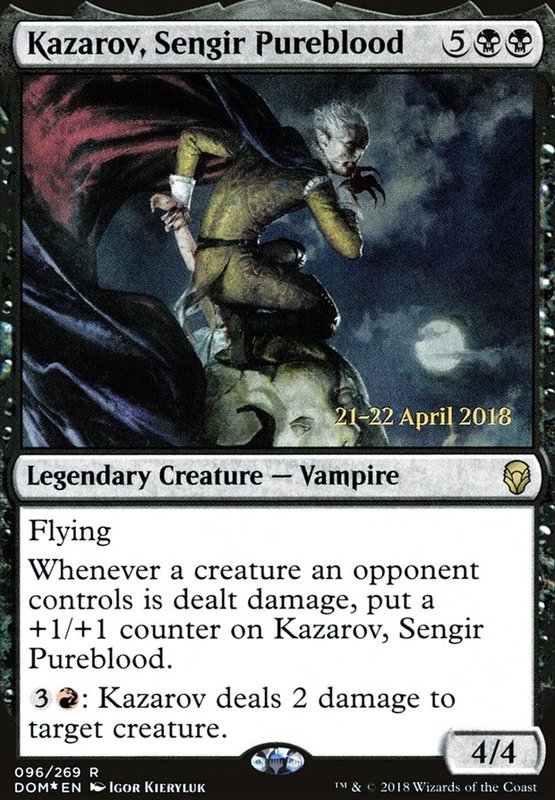 Kazarov, Sengir Pureblood 5
21-22 April 2018
Legendary Creature — Vampire
Flying
Whenever a creature an opponent
controls is dealt damage, put a
+1/+1 counter on Kazarov, Sengir
Pureblood.
3: Kazarov deals 2 damage to
target creature.
4/4
096/269 R
DOM★EN Igor Kieryluk
™ & © 2018 Wizards of the Coast